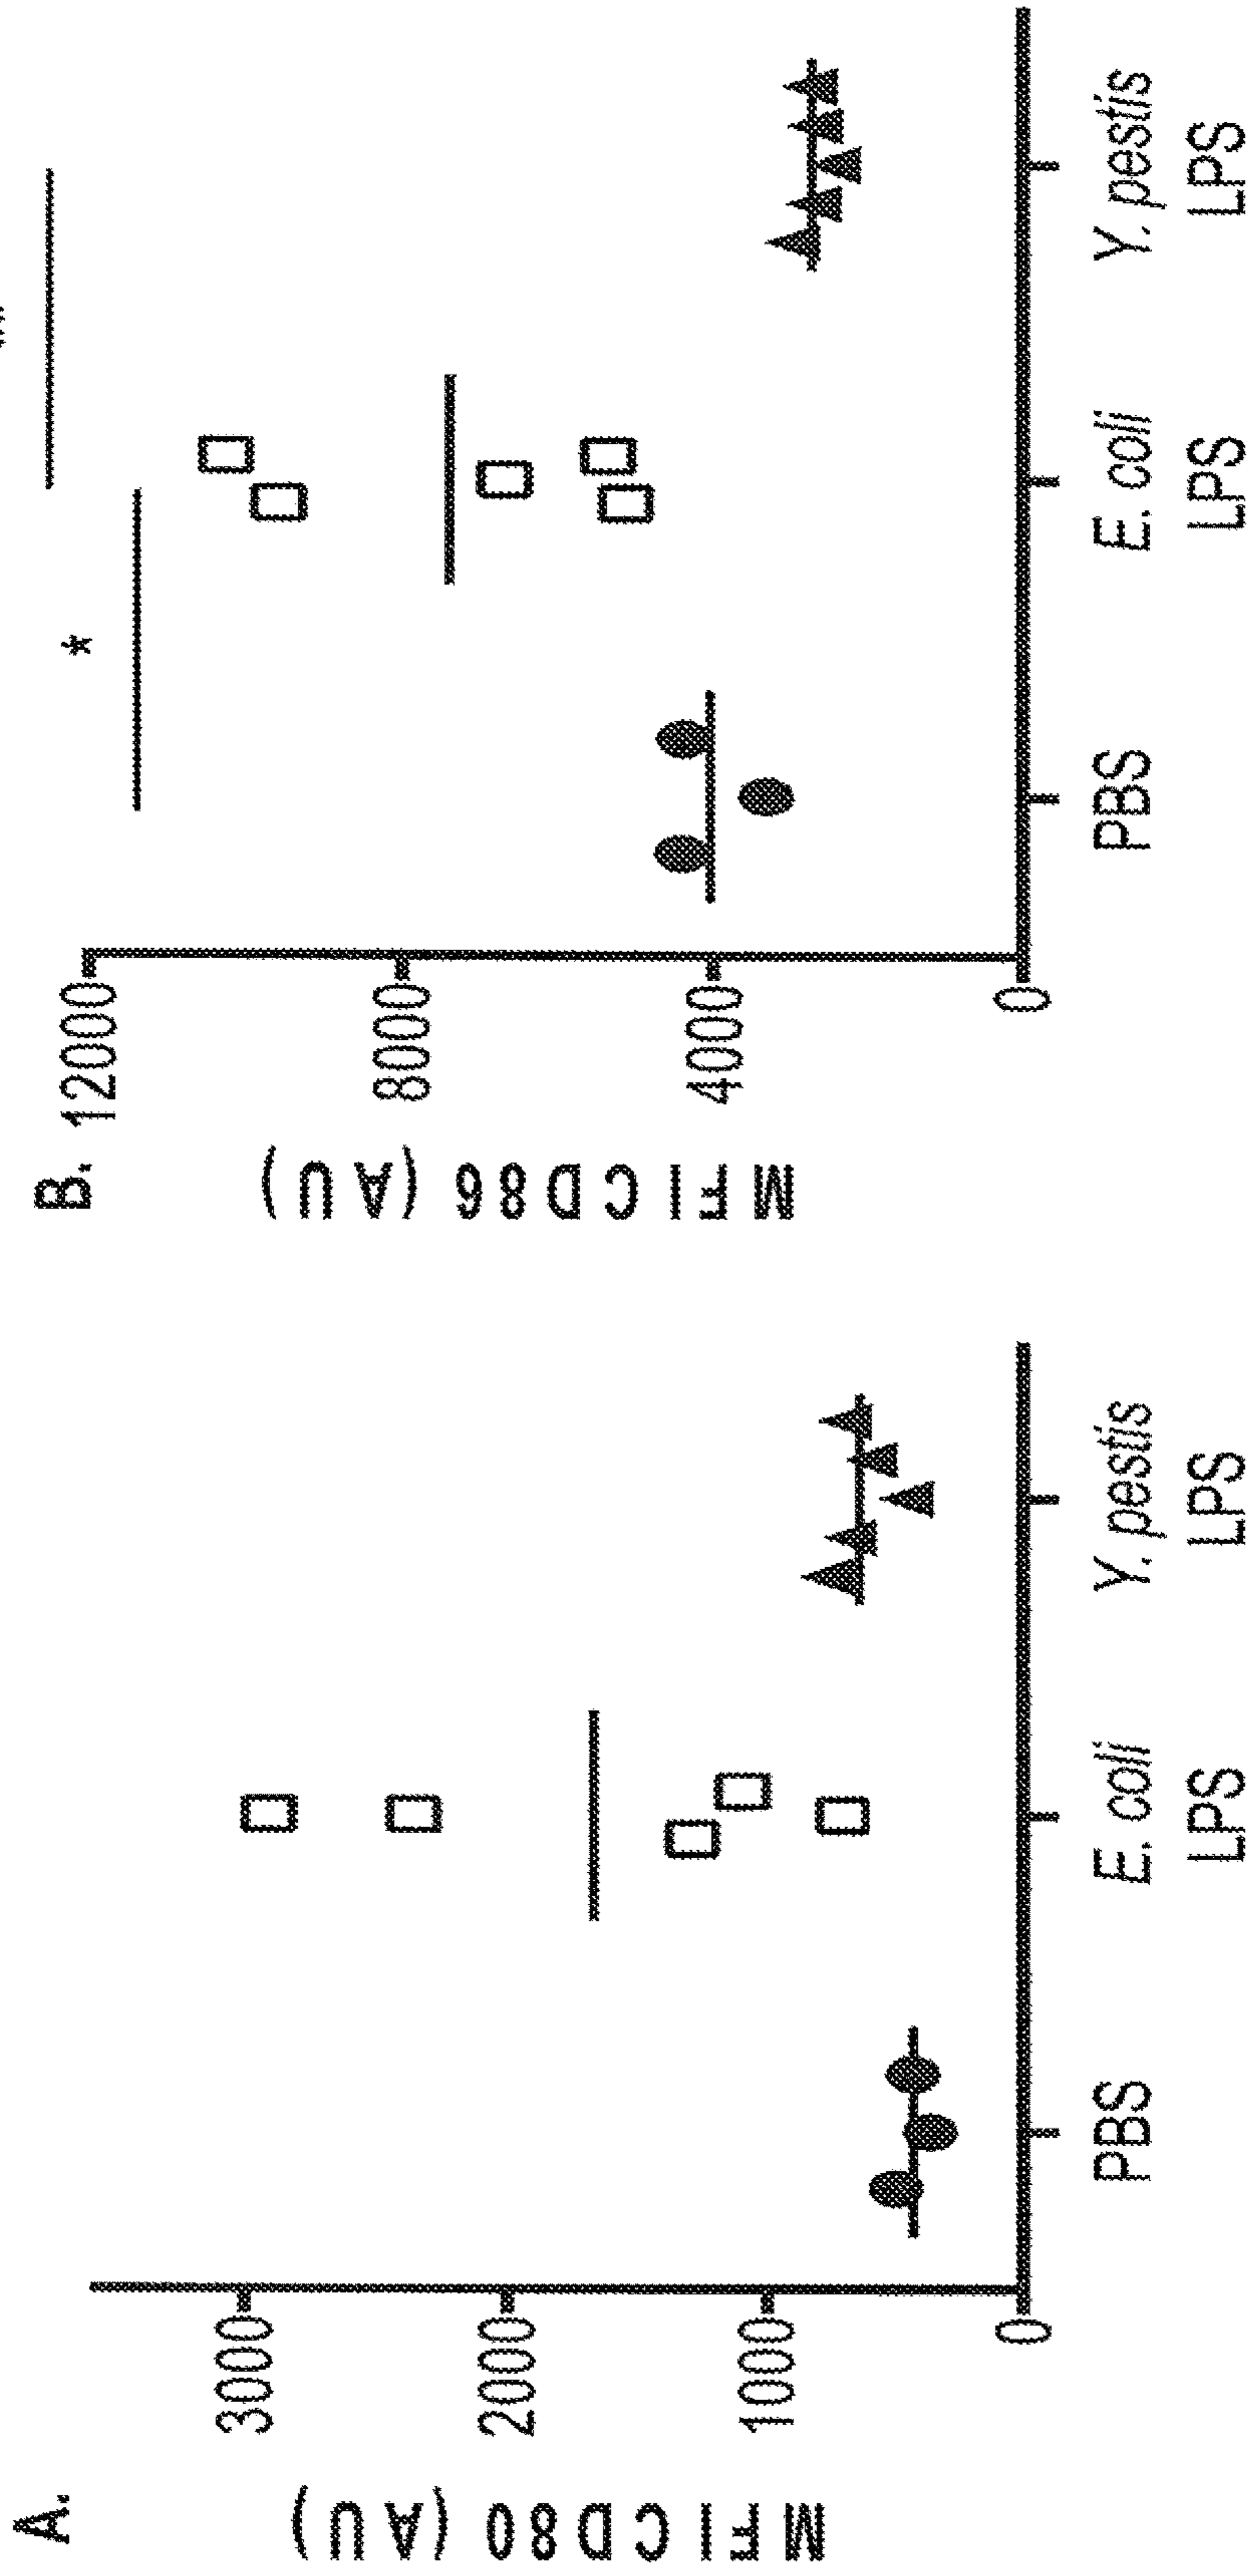 A.
MFI CD80 (AU)
3000
2000
1000
0
PBS
E. coli
LPS
Y. pestis
LPS
B.
MFI CD86 (AU)
12000
8000
4000
0
*
PBS
E. coli
LPS
Y. pestis
LPS